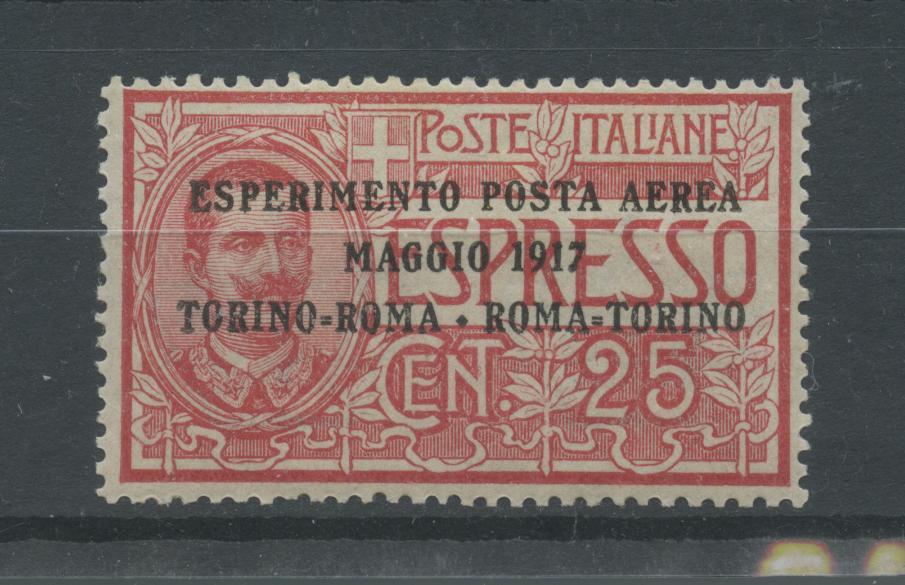 POSTE ITALIANE
ESPERIMENTO POSTA AEREA
ESPRESSO
MAGGIO 1917
TORINO=ROMA • ROMA=TORINO
CENT. 25